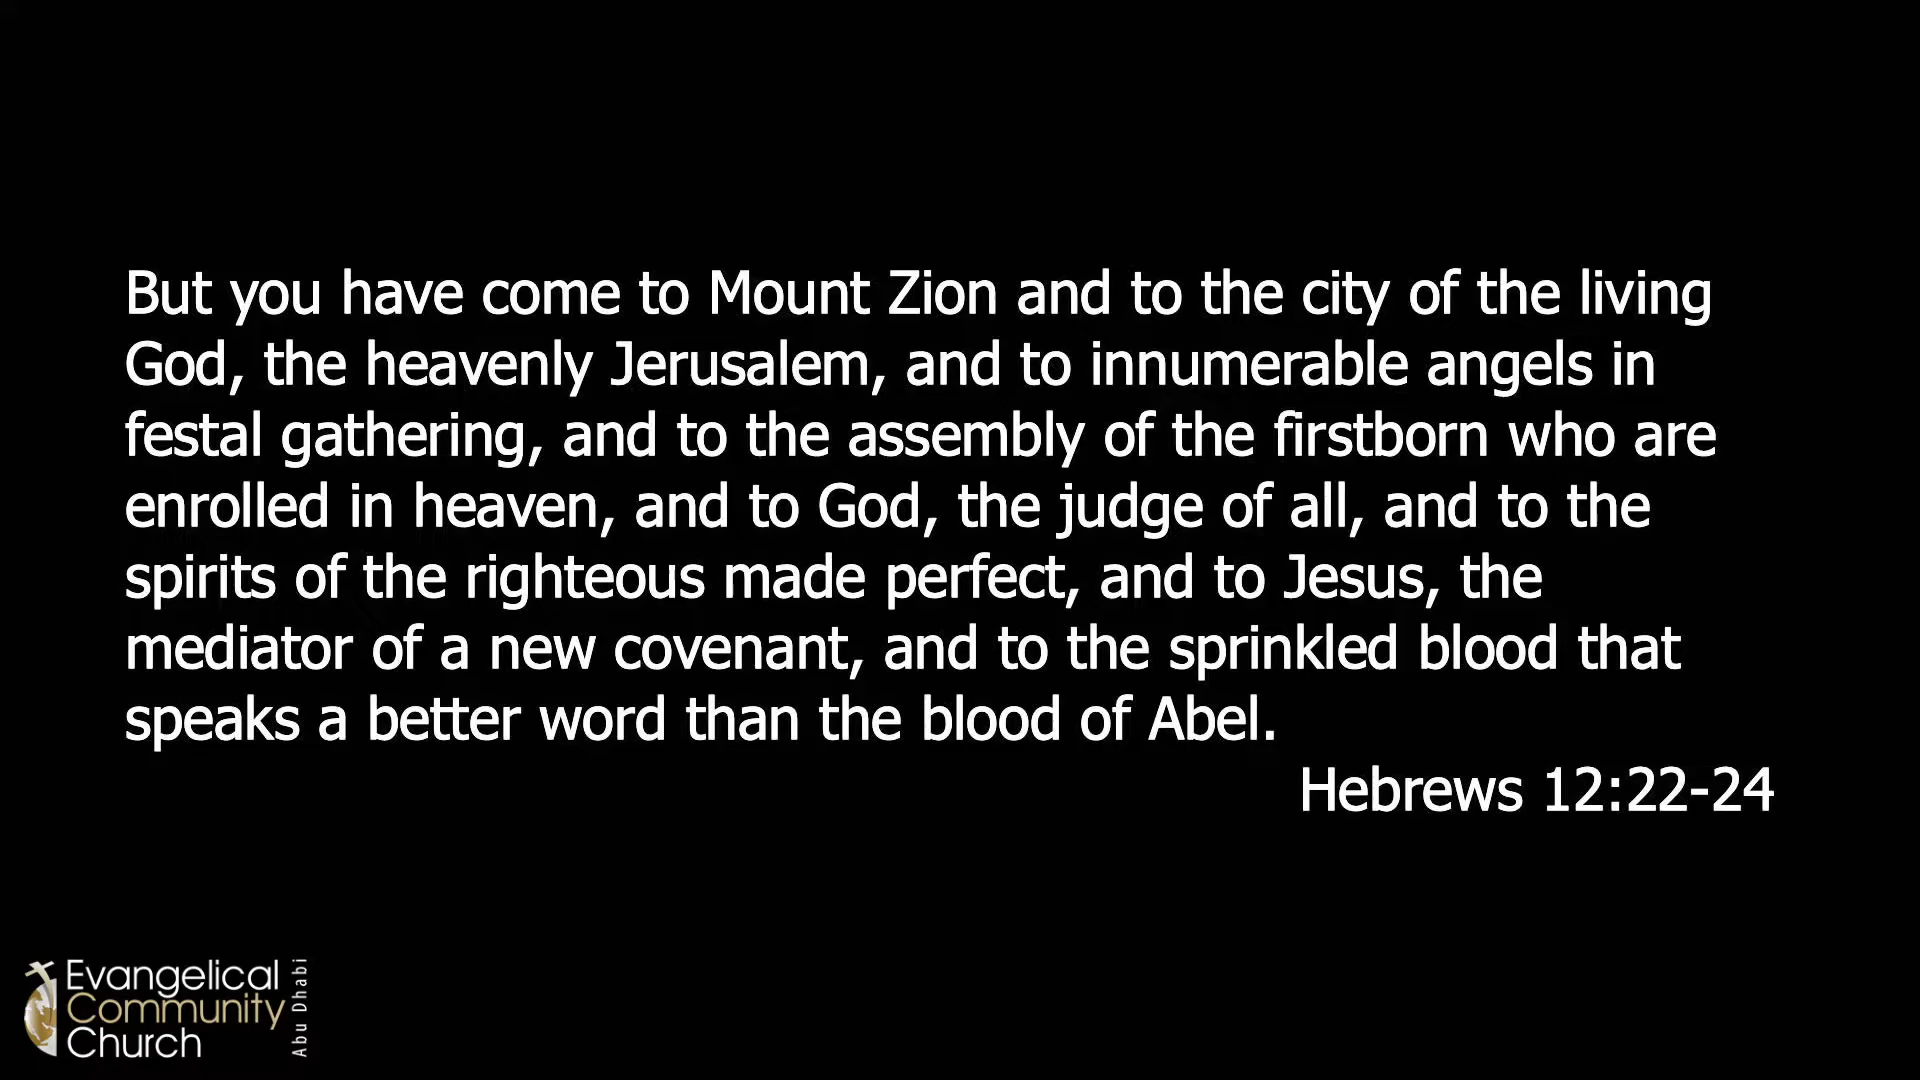 But you have come to Mount Zion and to the city of the living
God, the heavenly Jerusalem, and to innumerable angels in
festal gathering, and to the assembly of the firstborn who are
enrolled in heaven, and to God, the judge of all, and to the
spirits of the righteous made perfect, and to Jesus, the
mediator of a new covenant, and to the sprinkled blood that
speaks a better word than the blood of Abel.
Hebrews 12:22-24
Evangelical
Community
Church
Abu Dhabi